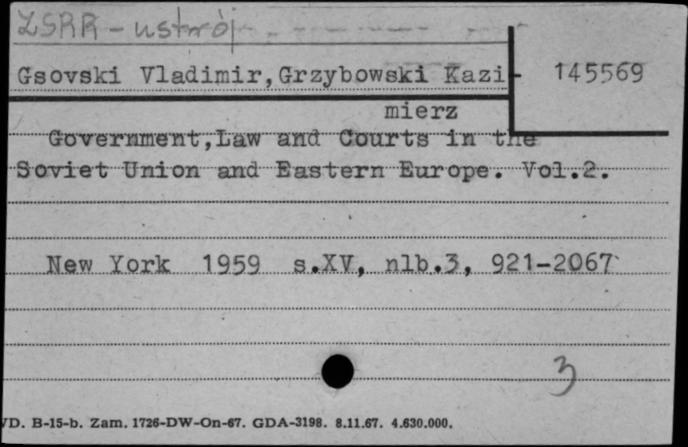 ZSRR - ustrój
Gsovski Vladimir,Grzybowski Kazi- 145569
mierz
Government,Law and Courts in the
Soviet Union and Eastern Europe. Vol.2.
New York 1959 s.XV, nlb.3, 921-2067
3
VD. B-15-b. Zam. 1726-DW-On-67. GDA-3198. 8.11.67. 4.630.000.